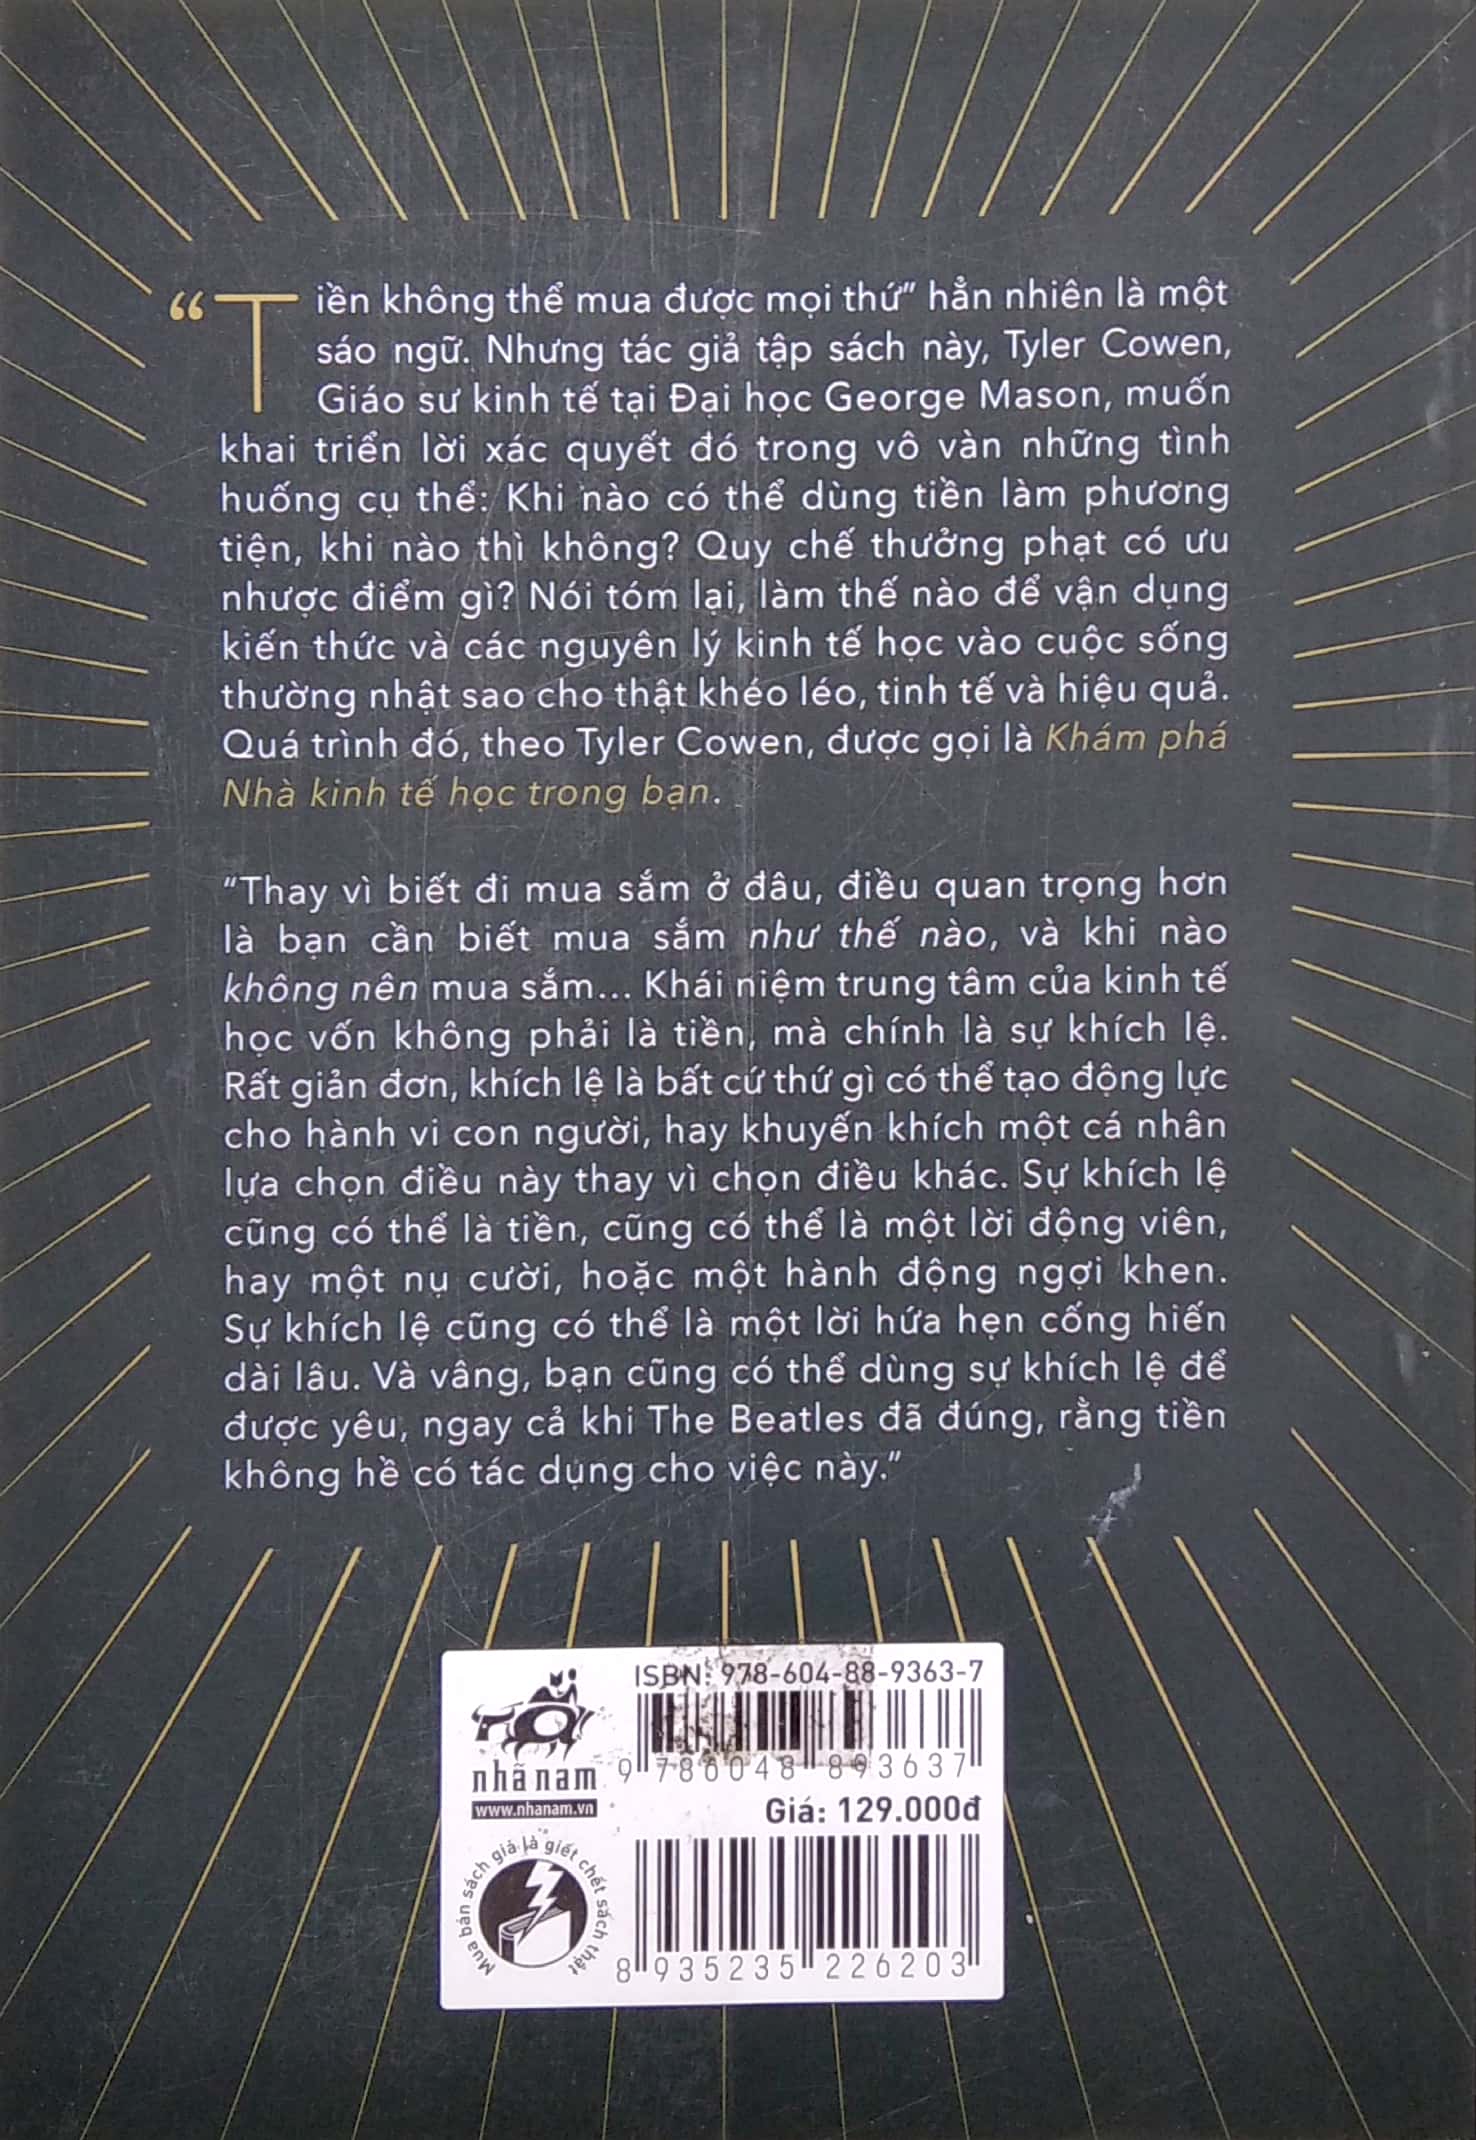 “Tiền không thể mua được mọi thứ” hẳn nhiên là một
sáo ngữ. Nhưng tác giả tập sách này, Tyler Cowen,
Giáo sư kinh tế tại Đại học George Mason, muốn
khai triển lời xác quyết đó trong vô vàn những tình
huống cụ thể: Khi nào có thể dùng tiền làm phương
tiện, khi nào thì không? Quy chế thưởng phạt có ưu
nhược điểm gì? Nói tóm lại, làm thế nào để vận dụng
kiến thức và các nguyên lý kinh tế học vào cuộc sống
thường nhật sao cho thật khéo léo, tinh tế và hiệu quả.
Quá trình đó, theo Tyler Cowen, được gọi là Khám phá
Nhà kinh tế học trong bạn.
“Thay vì biết đi mua sắm ở đâu, điều quan trọng hơn
là bạn cần biết mua sắm như thế nào, và khi nào
không nên mua sắm... Khái niệm trung tâm của kinh tế
học vốn không phải là tiền, mà chính là sự khích lệ.
Rất giản đơn, khích lệ là bất cứ thứ gì có thể tạo động lực
cho hành vi con người, hay khuyến khích một cá nhân
lựa chọn điều này thay vì chọn điều khác. Sự khích lệ
cũng có thể là tiền, cũng có thể là một lời động viên,
hay một nụ cười, hoặc một hành động ngợi khen.
Sự khích lệ cũng có thể là một lời hứa hẹn cống hiến
dài lâu. Và vâng, bạn cũng có thể dùng sự khích lệ để
được yêu, ngay cả khi The Beatles đã đúng, rằng tiền
không hề có tác dụng cho việc này.”
ISBN: 978-604-88-9363-7
9 786048 893637
nhã nam
www.nhanam.vn
Giá: 129.000đ
Mua bán sách giả là giết chết sách thật
8 935235 226203